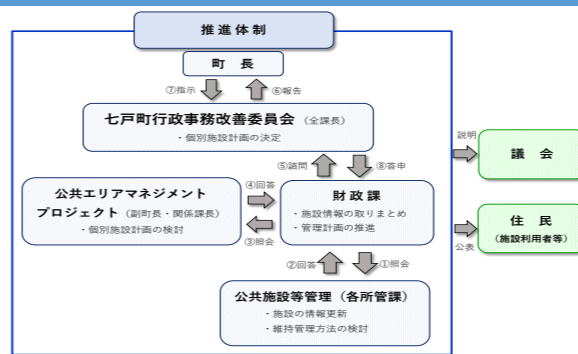 推進体制
町 長
⑦指示
⑥報告
七戸町行政事務改善委員会（全課長）
・個別施設計画の決定
説明
議 会
⑤諮問
⑧答申
公共エリアマネジメント
プロジェクト（副町長・関係課長）
・個別施設計画の検討
④回答
③照会
財政課
・施設情報の取りまとめ
・管理計画の推進
住 民
（施設利用者等）
公表
②回答
①照会
公共施設等管理（各所管課）
・施設の情報更新
・維持管理方法の検討